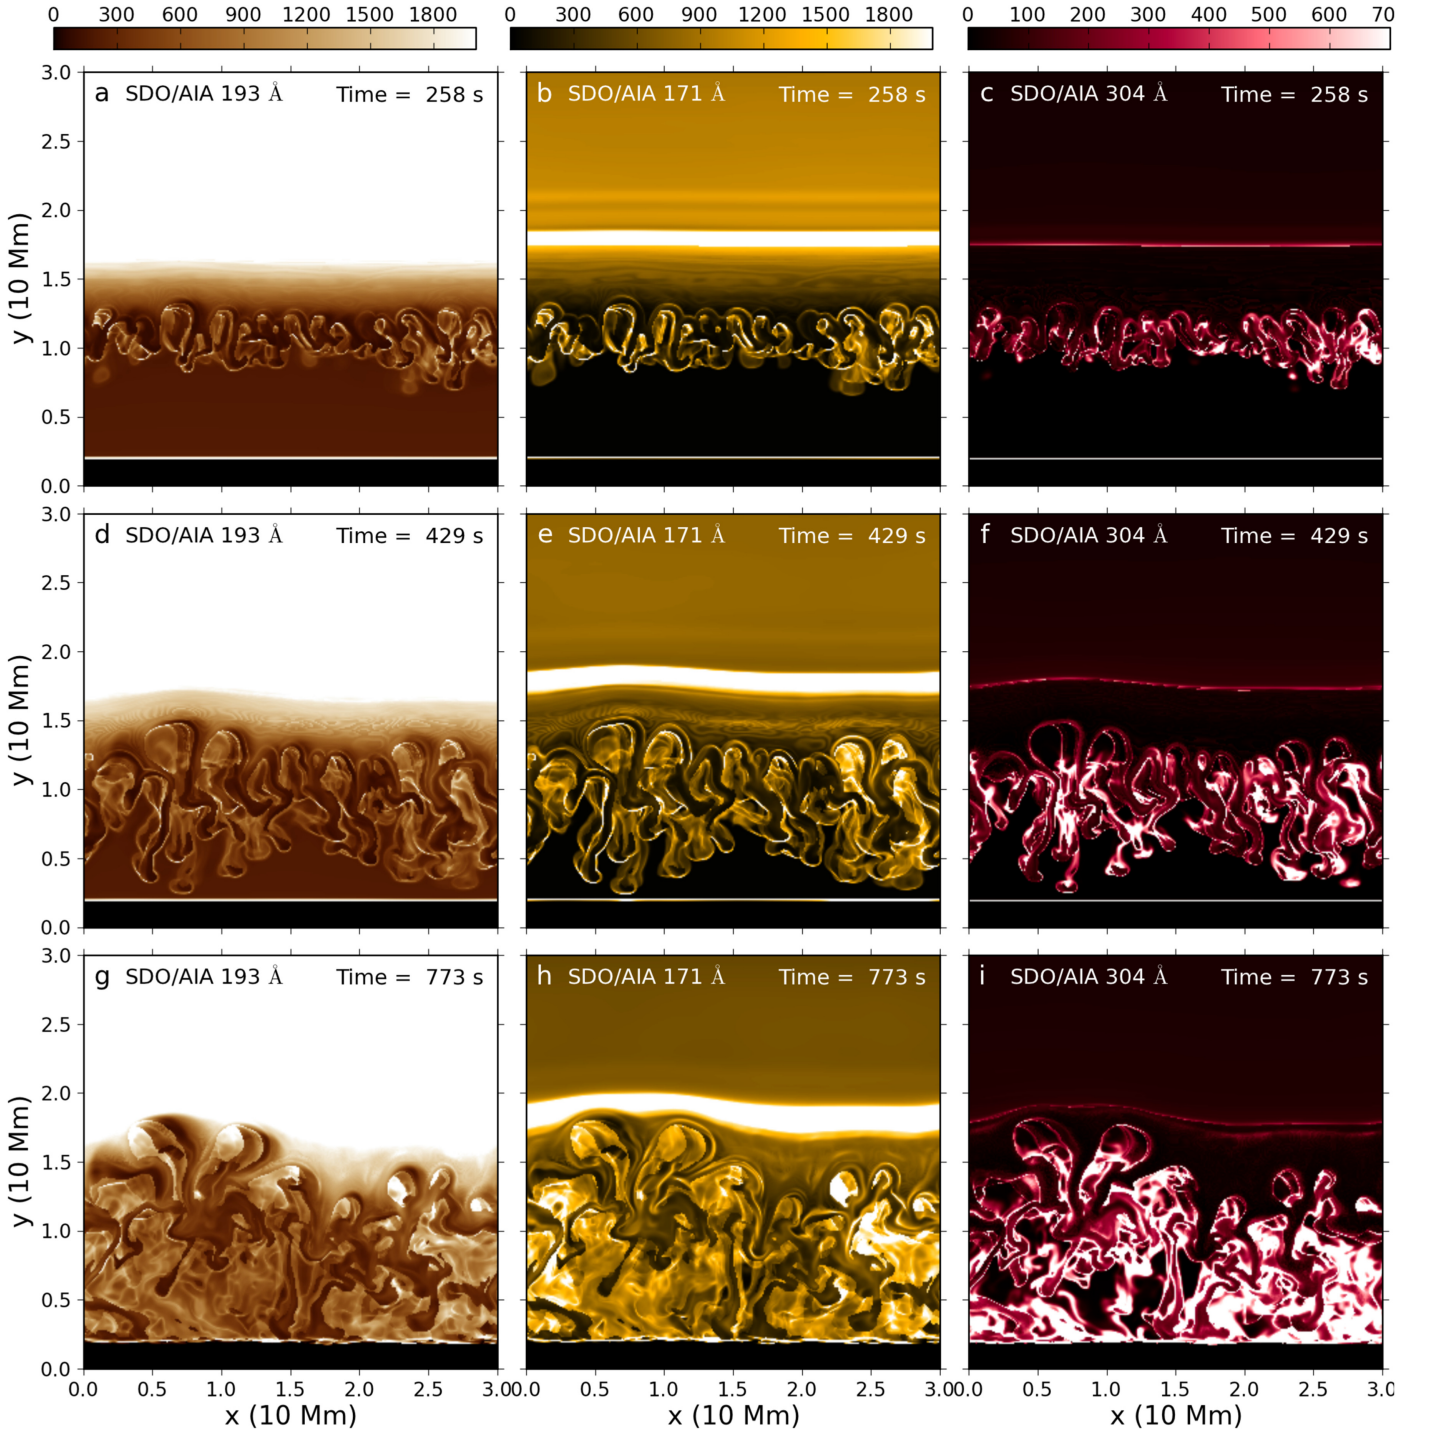 0 300 600 900 1200 1500 1800 0 300 600 900 1200 1500 1800 0 100 200 300 400 500 600 70
a SDO/AIA 193 Å Time = 258 s
b SDO/AIA 171 Å Time = 258 s
c SDO/AIA 304 Å Time = 258 s
3.0
2.5
2.0
1.5
1.0
0.5
0.0
y (10 Mm)
d SDO/AIA 193 Å Time = 429 s
e SDO/AIA 171 Å Time = 429 s
f SDO/AIA 304 Å Time = 429 s
3.0
2.5
2.0
1.5
1.0
0.5
0.0
y (10 Mm)
g SDO/AIA 193 Å Time = 773 s
h SDO/AIA 171 Å Time = 773 s
i SDO/AIA 304 Å Time = 773 s
3.0
2.5
2.0
1.5
1.0
0.5
0.0
y (10 Mm)
0.0 0.5 1.0 1.5 2.0 2.5 3.0 0.0 0.5 1.0 1.5 2.0 2.5 3.0 0.0 0.5 1.0 1.5 2.0 2.5 3.0
x (10 Mm) x (10 Mm) x (10 Mm)